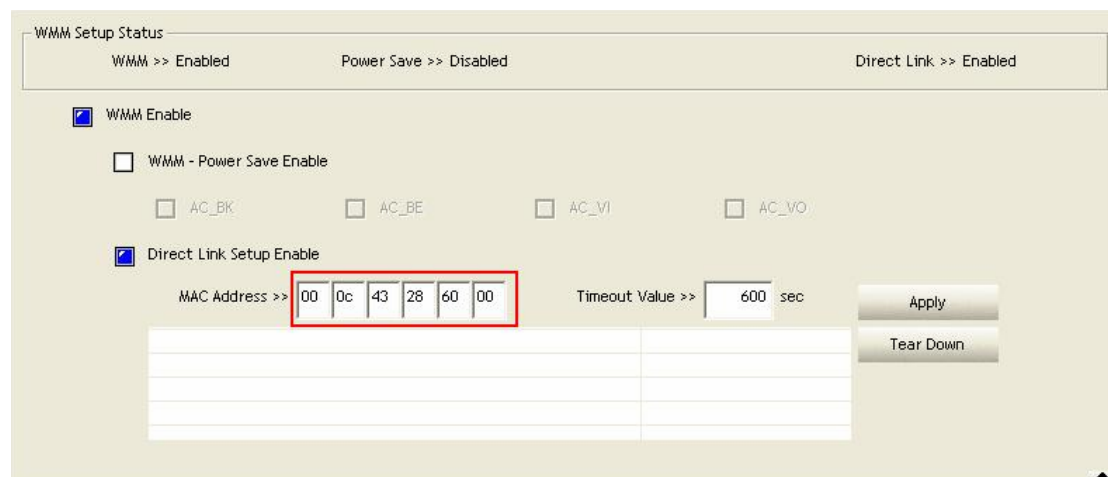 WMM Setup Status
WMM >> Enabled Power Save >> Disabled Direct Link >> Enabled
WMM Enable
WMM - Power Save Enable
AC_BK AC_BE AC_VI AC_VO
Direct Link Setup Enable
MAC Address >> 00 0c 43 28 60 00 Timeout Value >> 600 sec Apply
Tear Down